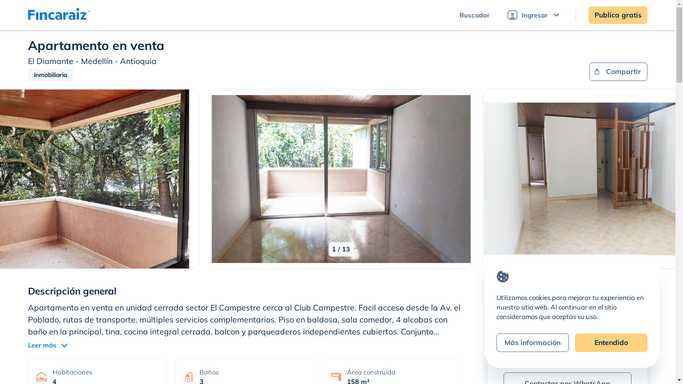 Fincaraiz
Buscador
Ingresar
Publica gratis
Apartamento en venta
El Diamante - Medellín - Antioquia
Inmobiliaria
Compartir
1 / 13
Descripción general
Apartamento en venta en unidad cerrada sector El Campestre cerca al Club Campestre. Facil acceso desde la Av. el
Poblado, rutas de transporte, múltiples servicios complementarios. Piso en baldosa, sala comedor, 4 alcobas con
baño en la principal, tina, cocina integral cerrada, balcon y parqueaderos independientes cubiertos. Conjunto...
Leer más
Habitaciones
4
Baños
3
Área construida
158 m²
Utilizamos cookies para mejorar tu experiencia en
nuestro sitio web. Al continuar en el sitio
consideramos que aceptas su uso.
Más información
Entendido
Contactar por WhatsApp